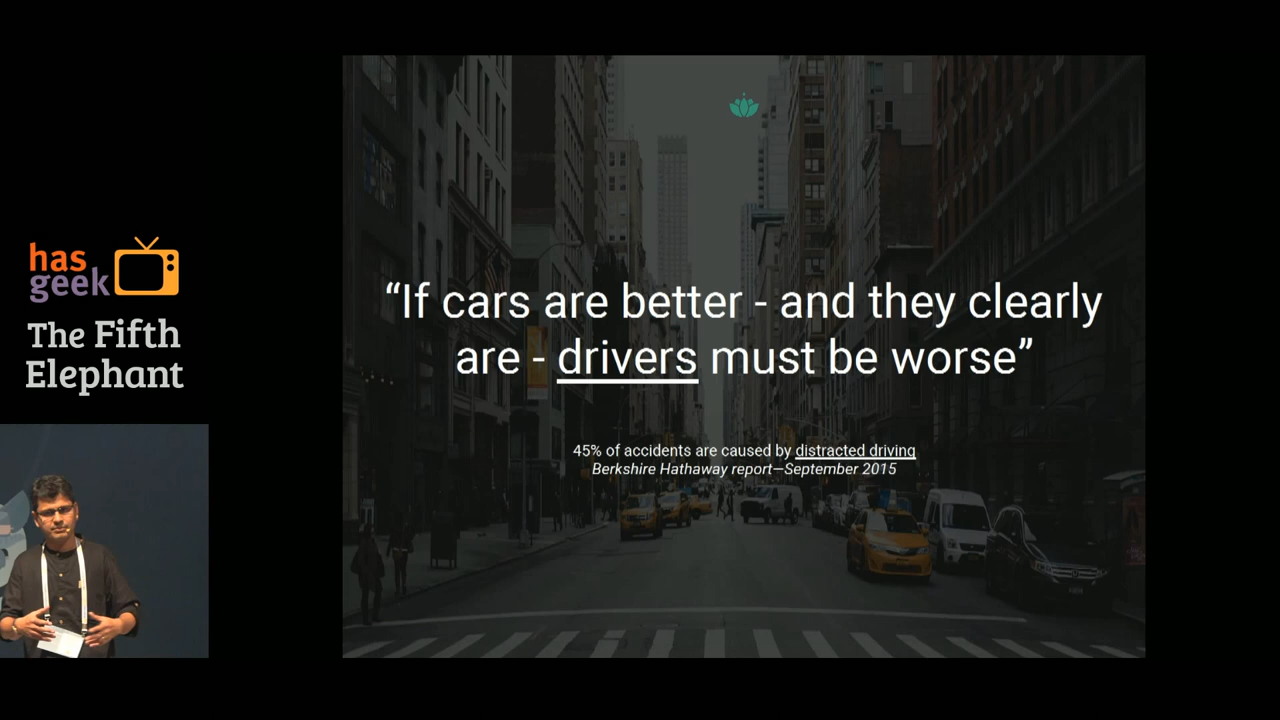 has
geek
The Fifth
Elephant
“If cars are better - and they clearly
are - drivers must be worse”
45% of accidents are caused by distracted driving
Berkshire Hathaway report—September 2015